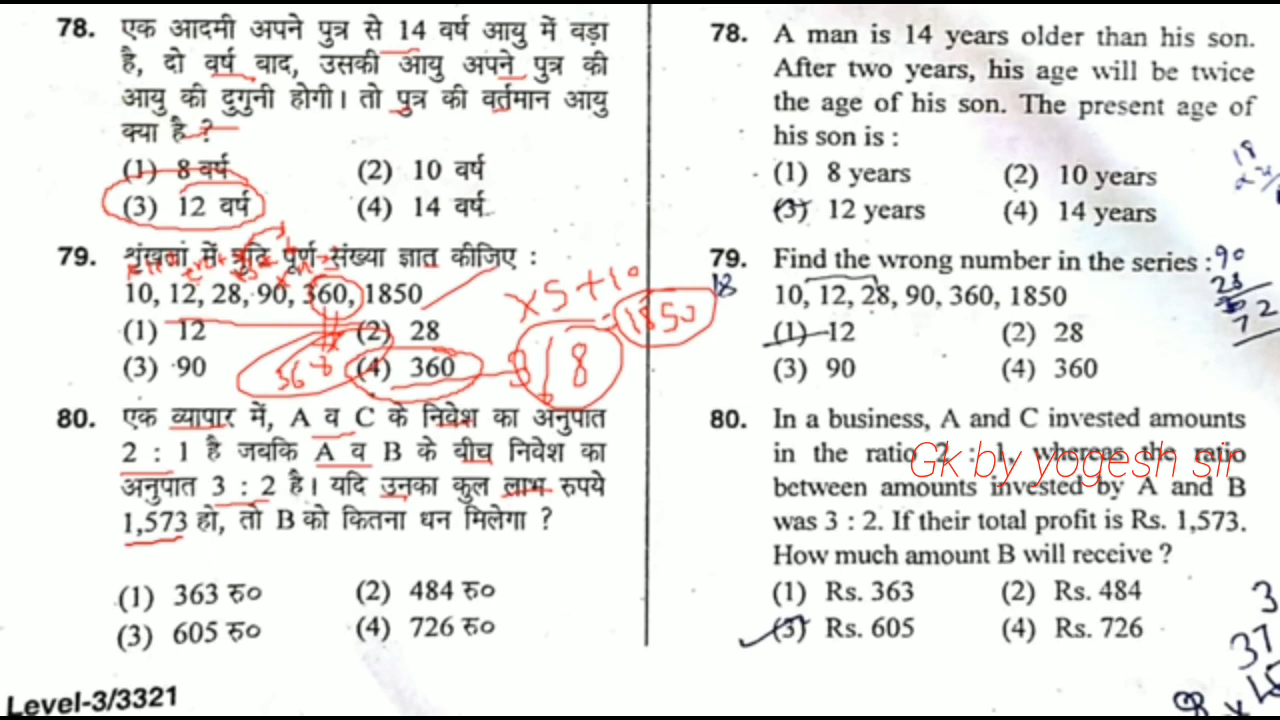 78. एक आदमी अपने पुत्र से 14 वर्ष आयु में वड़ा
है, दो वर्ष वाद, उसकी आयु अपने पुत्र की
आयु की दुगुनी होगी। तो पुत्र की वर्तमान आयु
क्या है ?
(1) 8 वर्ष (2) 10 वर्ष
(3) 12 वर्ष (4) 14 वर्ष
79. शृंखला में त्रुटि पूर्ण संख्या ज्ञात कीजिए :
10, 12, 28, 90, 360, 1850
×5+10
1850
(1) 12 (2) 28
(3) 90 (4) 360
368
18
80. एक व्यापार में, A व C के निवेश का अनुपात
2 : 1 है जबकि A व B के बीच निवेश का
अनुपात 3 : 2 है। यदि उनका कुल लाभ रुपये
1,573 हो, तो B को कितना धन मिलेगा ?
(1) 363 रु० (2) 484 रु०
(3) 605 रु० (4) 726 रु०
Level-3/3321
78. A man is 14 years older than his son.
After two years, his age will be twice
the age of his son. The present age of
his son is :
(1) 8 years (2) 10 years
(3) 12 years (4) 14 years
18
79. Find the wrong number in the series :
10, 12, 28, 90, 360, 1850
(1) 12 (2) 28
(3) 90 (4) 360
90
28
72
80. In a business, A and C invested amounts
in the ratio 2 : 1, whereas the ratio
between amounts invested by A and B
was 3 : 2. If their total profit is Rs. 1,573.
How much amount B will receive ?
(1) Rs. 363 (2) Rs. 484
(3) Rs. 605 (4) Rs. 726
Gk by yogesh sir
3
37